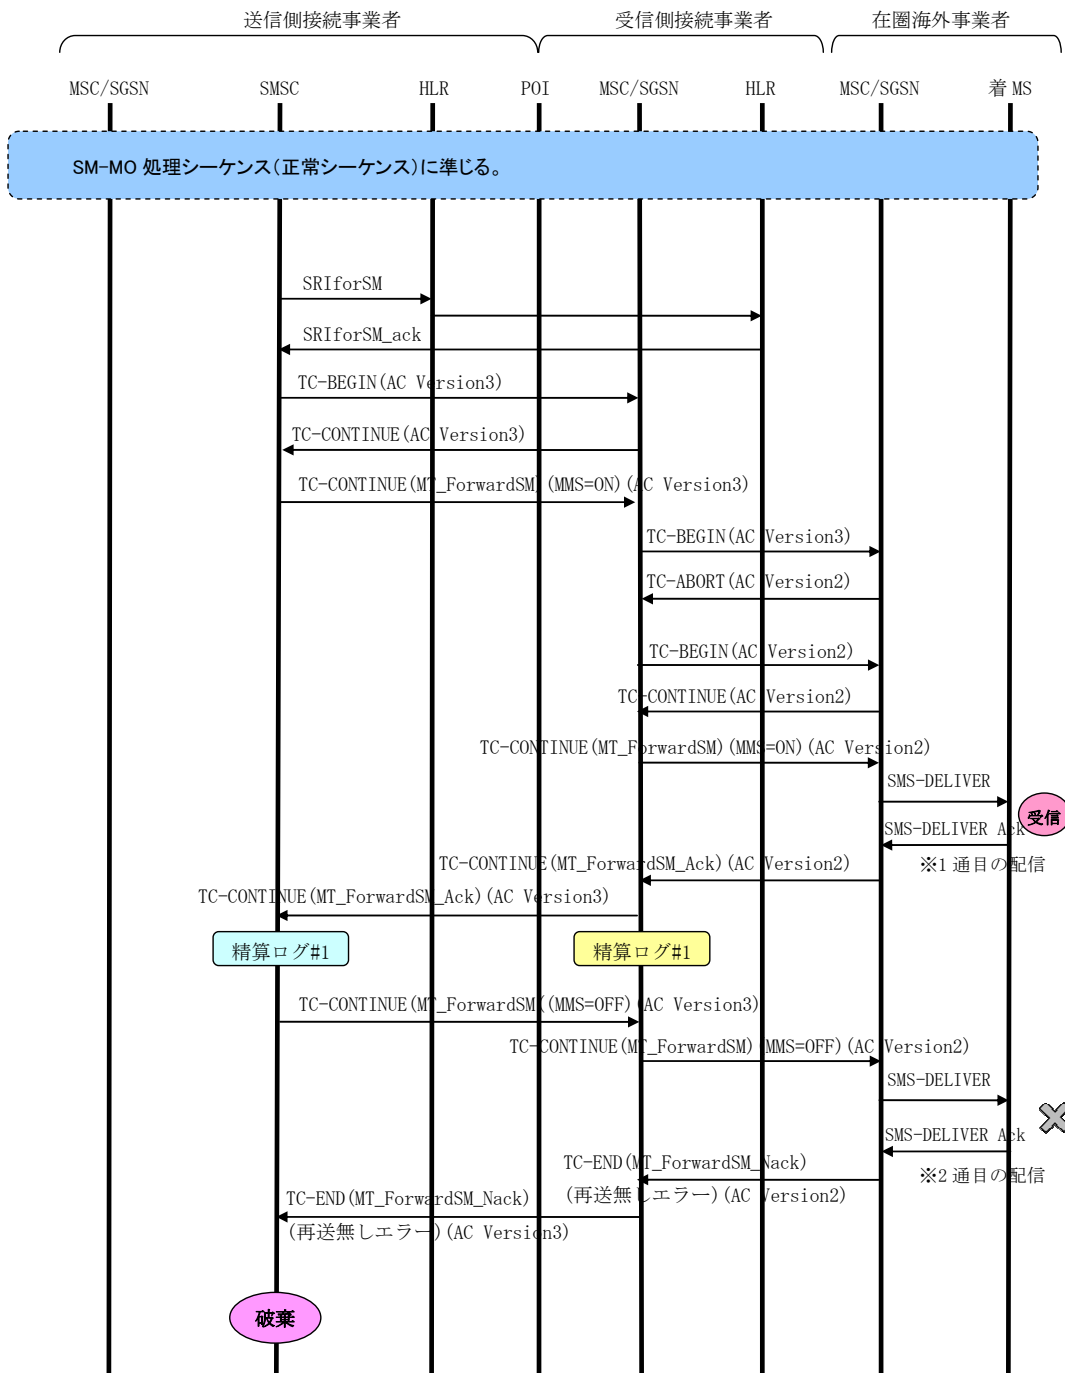 送信側接続事業者 受信側接続事業者 在圏海外事業者
MSC/SGSN SMSC HLR POI MSC/SGSN HLR MSC/SGSN 着 MS
SM-MO 処理シーケンス(正常シーケンス)に準じる。
SRIforSM
SRIforSM_ack
TC-BEGIN(AC Version3)
TC-CONTINUE(AC Version3)
TC-CONTINUE(MT_ForwardSM)(MMS=ON)(AC Version3)
TC-BEGIN(AC Version3)
TC-ABORT(AC Version2)
TC-BEGIN(AC Version2)
TC-CONTINUE(AC Version2)
TC-CONTINUE(MT_ForwardSM)(MMS=ON)(AC Version2)
SMS-DELIVER
受信
SMS-DELIVER Ack
※1 通目の配信
TC-CONTINUE(MT_ForwardSM_Ack)(AC Version2)
TC-CONTINUE(MT_ForwardSM_Ack)(AC Version3)
精算ログ#1 精算ログ#1
TC-CONTINUE(MT_ForwardSM((MMS=OFF)(AC Version3)
TC-CONTINUE(MT_ForwardSM)(MMS=OFF)(AC Version2)
SMS-DELIVER
SMS-DELIVER Ack
※2 通目の配信
TC-END(MT_ForwardSM_Nack)
(再送無しエラー)(AC Version2)
TC-END(MT_ForwardSM_Nack)
(再送無しエラー)(AC Version3)
破棄